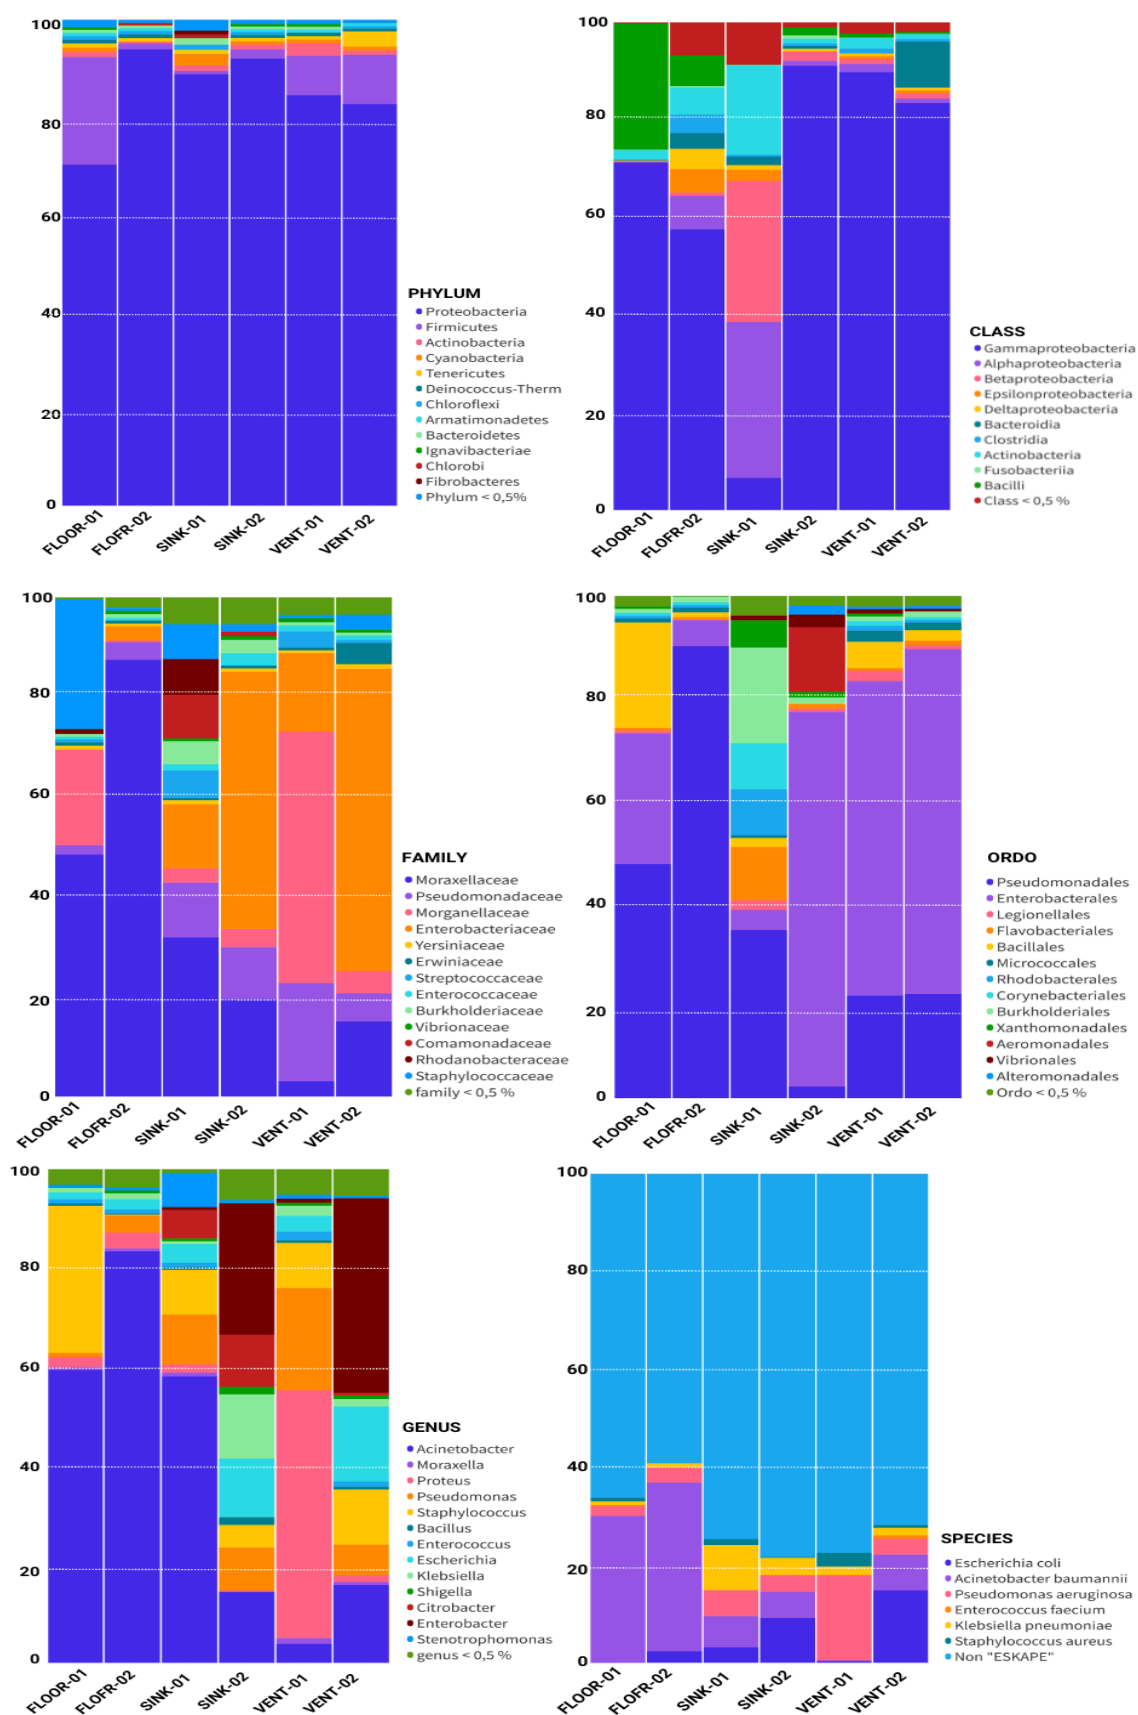 100
80
60
40
20
0
FLOOR-01
FLOFR-02
SINK-01
SINK-02
VENT-01
VENT-02
PHYLUM
Proteobacteria
Firmicutes
Actinobacteria
Cyanobacteria
Tenericutes
Deinococcus-Therm
Chloroflexi
Armatimonadetes
Bacteroidetes
Ignavibacteriae
Chlorobi
Fibrobacteres
Phylum < 0,5%
100
80
60
40
20
0
FLOOR-01
FLOFR-02
SINK-01
SINK-02
VENT-01
VENT-02
CLASS
Gammaproteobacteria
Alphaproteobacteria
Betaproteobacteria
Epsilonproteobacteria
Deltaproteobacteria
Bacteroidia
Clostridia
Actinobacteria
Fusobacteriia
Bacilli
Class < 0,5 %
100
80
60
40
20
0
FLOOR-01
FLOFR-02
SINK-01
SINK-02
VENT-01
VENT-02
FAMILY
Moraxellaceae
Pseudomonadaceae
Morganellaceae
Enterobacteriaceae
Yersiniaceae
Erwiniaceae
Streptococcaceae
Enterococcaceae
Burkholderiaceae
Vibrionaceae
Comamonadaceae
Rhodanobacteraceae
Staphylococcaceae
family < 0,5 %
100
80
60
40
20
0
FLOOR-01
FLOFR-02
SINK-01
SINK-02
VENT-01
VENT-02
ORDO
Pseudomonadales
Enterobacterales
Legionellales
Flavobacteriales
Bacillales
Micrococcales
Rhodobacterales
Corynebacteriales
Burkholderiales
Xanthomonadales
Aeromonadales
Vibrionales
Alteromonadales
Ordo < 0,5 %
100
80
60
40
20
0
FLOOR-01
FLOFR-02
SINK-01
SINK-02
VENT-01
VENT-02
GENUS
Acinetobacter
Moraxella
Proteus
Pseudomonas
Staphylococcus
Bacillus
Enterococcus
Escherichia
Klebsiella
Shigella
Citrobacter
Enterobacter
Stenotrophomonas
genus < 0,5 %
100
80
60
40
20
0
FLOOR-01
FLOFR-02
SINK-01
SINK-02
VENT-01
VENT-02
SPECIES
Escherichia coli
Acinetobacter baumannii
Pseudomonas aeruginosa
Enterococcus faecium
Klebsiella pneumoniae
Staphylococcus aureus
Non "ESKAPE"